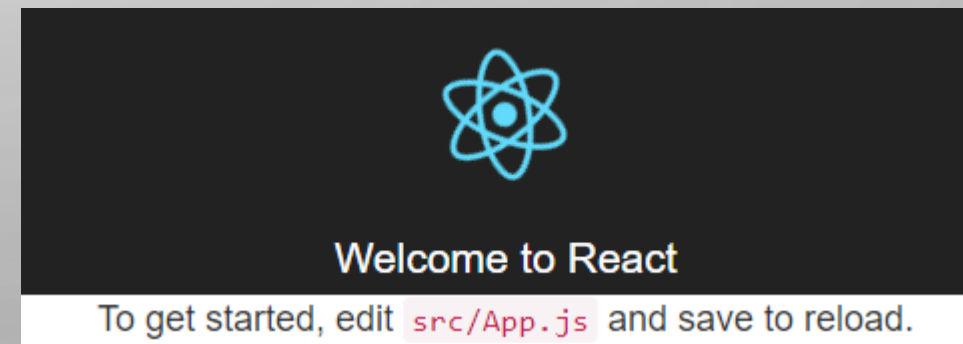 Welcome to React
To get started, edit src/App.js and save to reload.